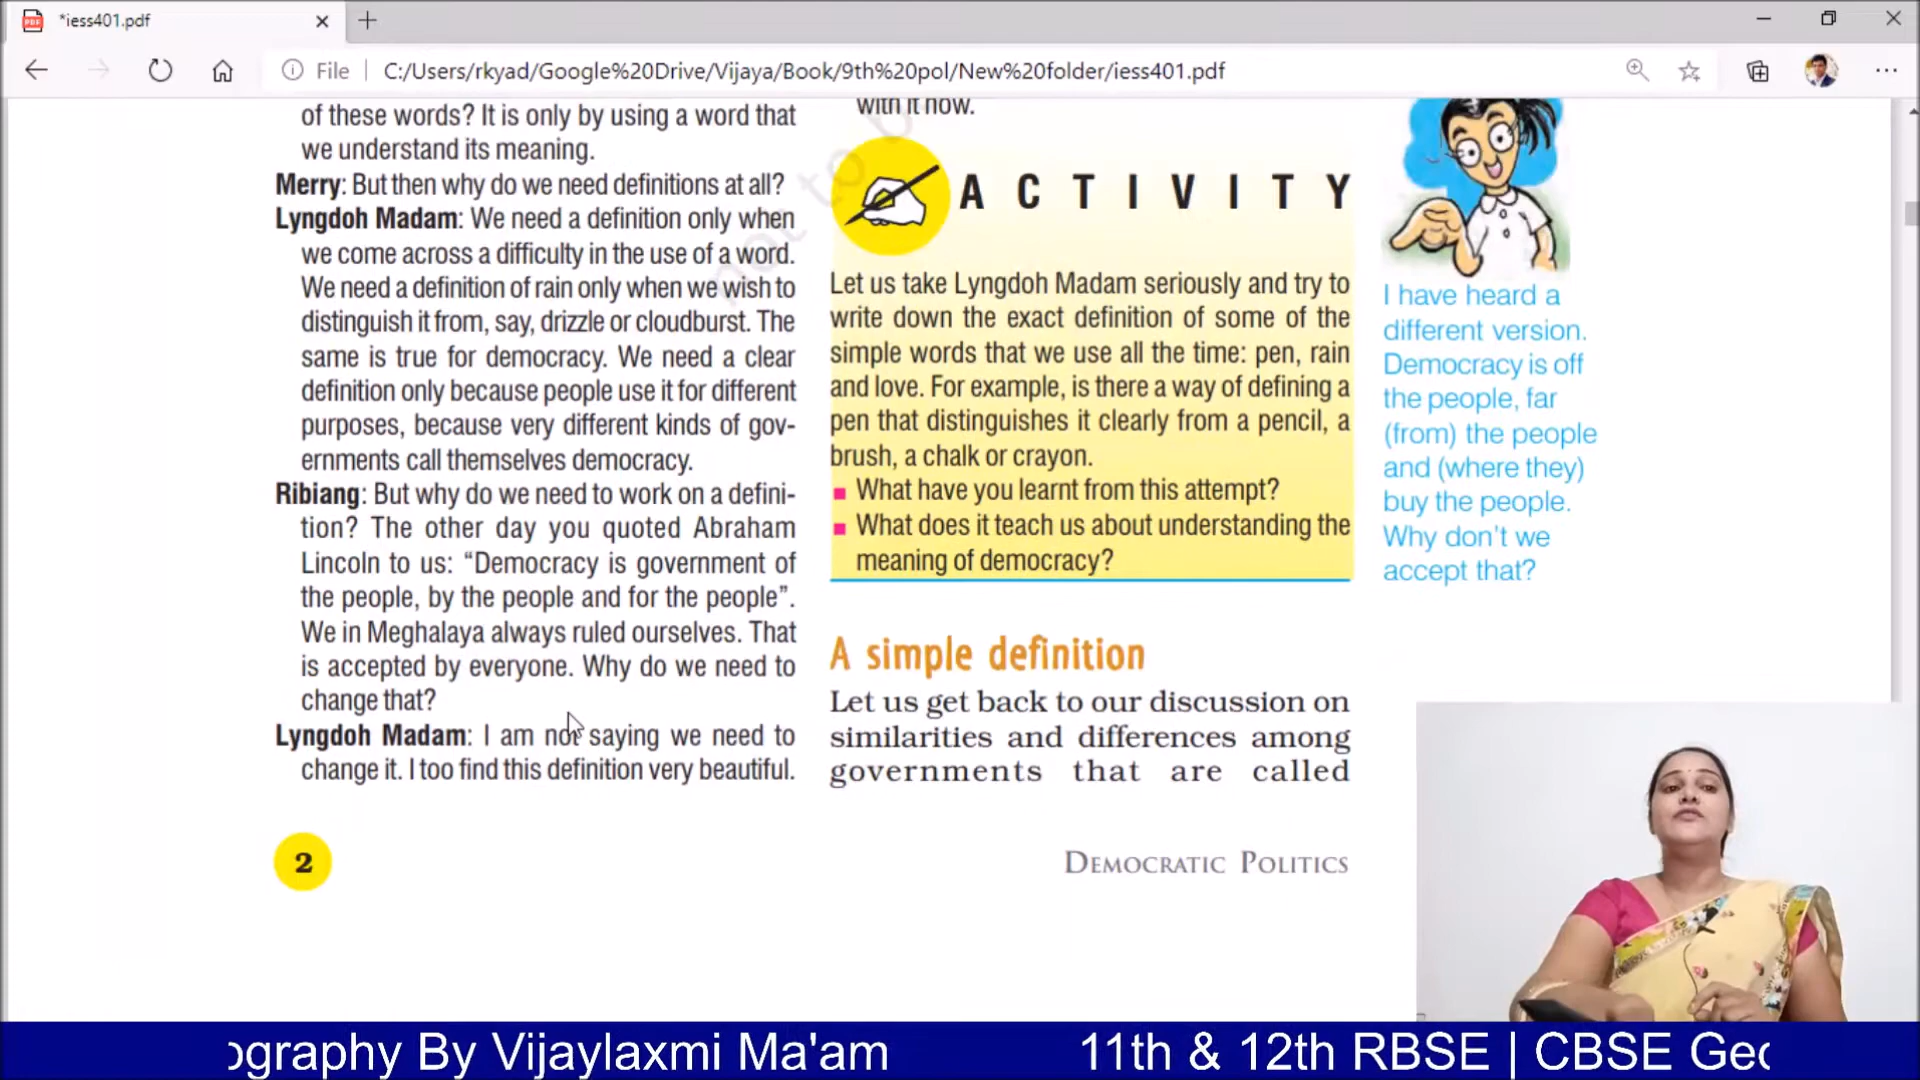 *iess401.pdf
File
C:/Users/rkyad/Google%20Drive/Vijaya/Book/9th%20pol/New%20folder/iess401.pdf
of these words? It is only by using a word that
we understand its meaning.
Merry: But then why do we need definitions at all?
Lyngdoh Madam: We need a definition only when
we come across a difficulty in the use of a word.
We need a definition of rain only when we wish to
distinguish it from, say, drizzle or cloudburst. The
same is true for democracy. We need a clear
definition only because people use it for different
purposes, because very different kinds of gov-
ernments call themselves democracy.
Ribiang: But why do we need to work on a defini-
tion? The other day you quoted Abraham
Lincoln to us: “Democracy is government of
the people, by the people and for the people”.
We in Meghalaya always ruled ourselves. That
is accepted by everyone. Why do we need to
change that?
Lyngdoh Madam: I am not saying we need to
change it. I too find this definition very beautiful.
2
with it now.
ACTIVITY
Let us take Lyngdoh Madam seriously and try to
write down the exact definition of some of the
simple words that we use all the time: pen, rain
and love. For example, is there a way of defining a
pen that distinguishes it clearly from a pencil, a
brush, a chalk or crayon.
What have you learnt from this attempt?
What does it teach us about understanding the
meaning of democracy?
A simple definition
Let us get back to our discussion on
similarities and differences among
governments that are called
DEMOCRATIC POLITICS
I have heard a
different version.
Democracy is off
the people, far
(from) the people
and (where they)
buy the people.
Why don't we
accept that?
not to b
ography By Vijaylaxmi Ma'am
11th & 12th RBSE | CBSE Geo